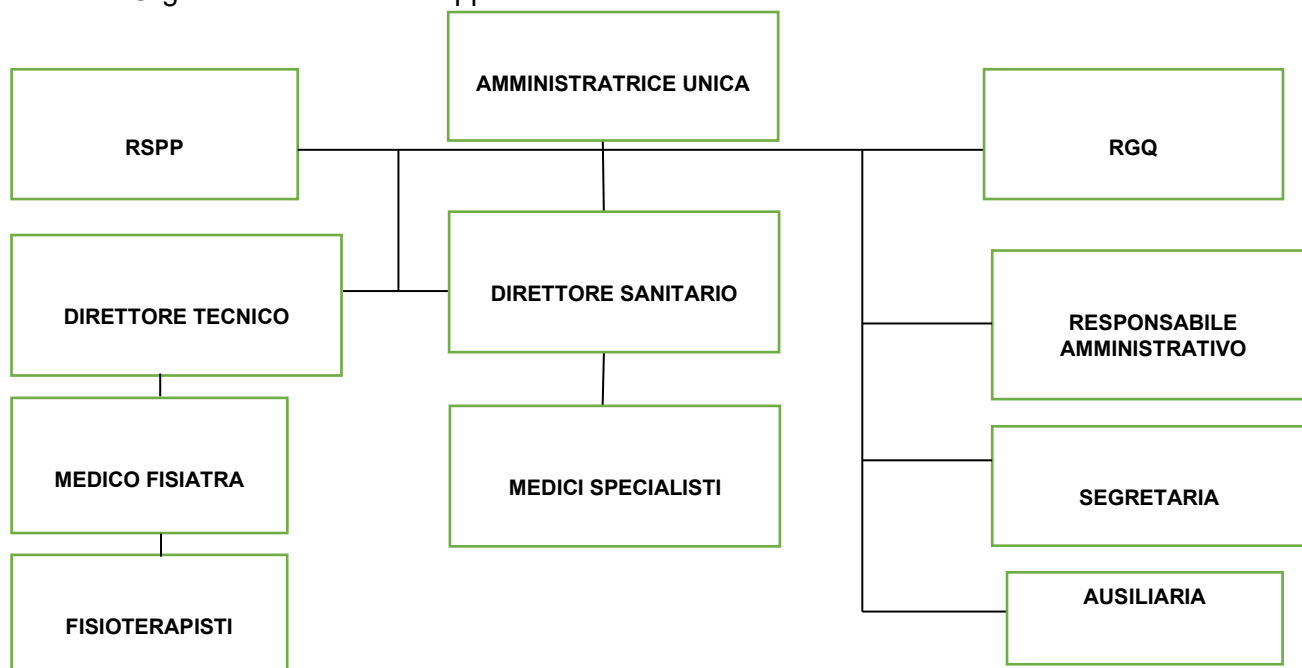 AMMINISTRATRICE UNICA
RSPP
RGQ
DIRETTORE TECNICO
DIRETTORE SANITARIO
RESPONSABILE
AMMINISTRATIVO
MEDICO FISIATRA
MEDICI SPECIALISTI
SEGRETARIA
FISIOTERAPISTI
AUSILIARIA